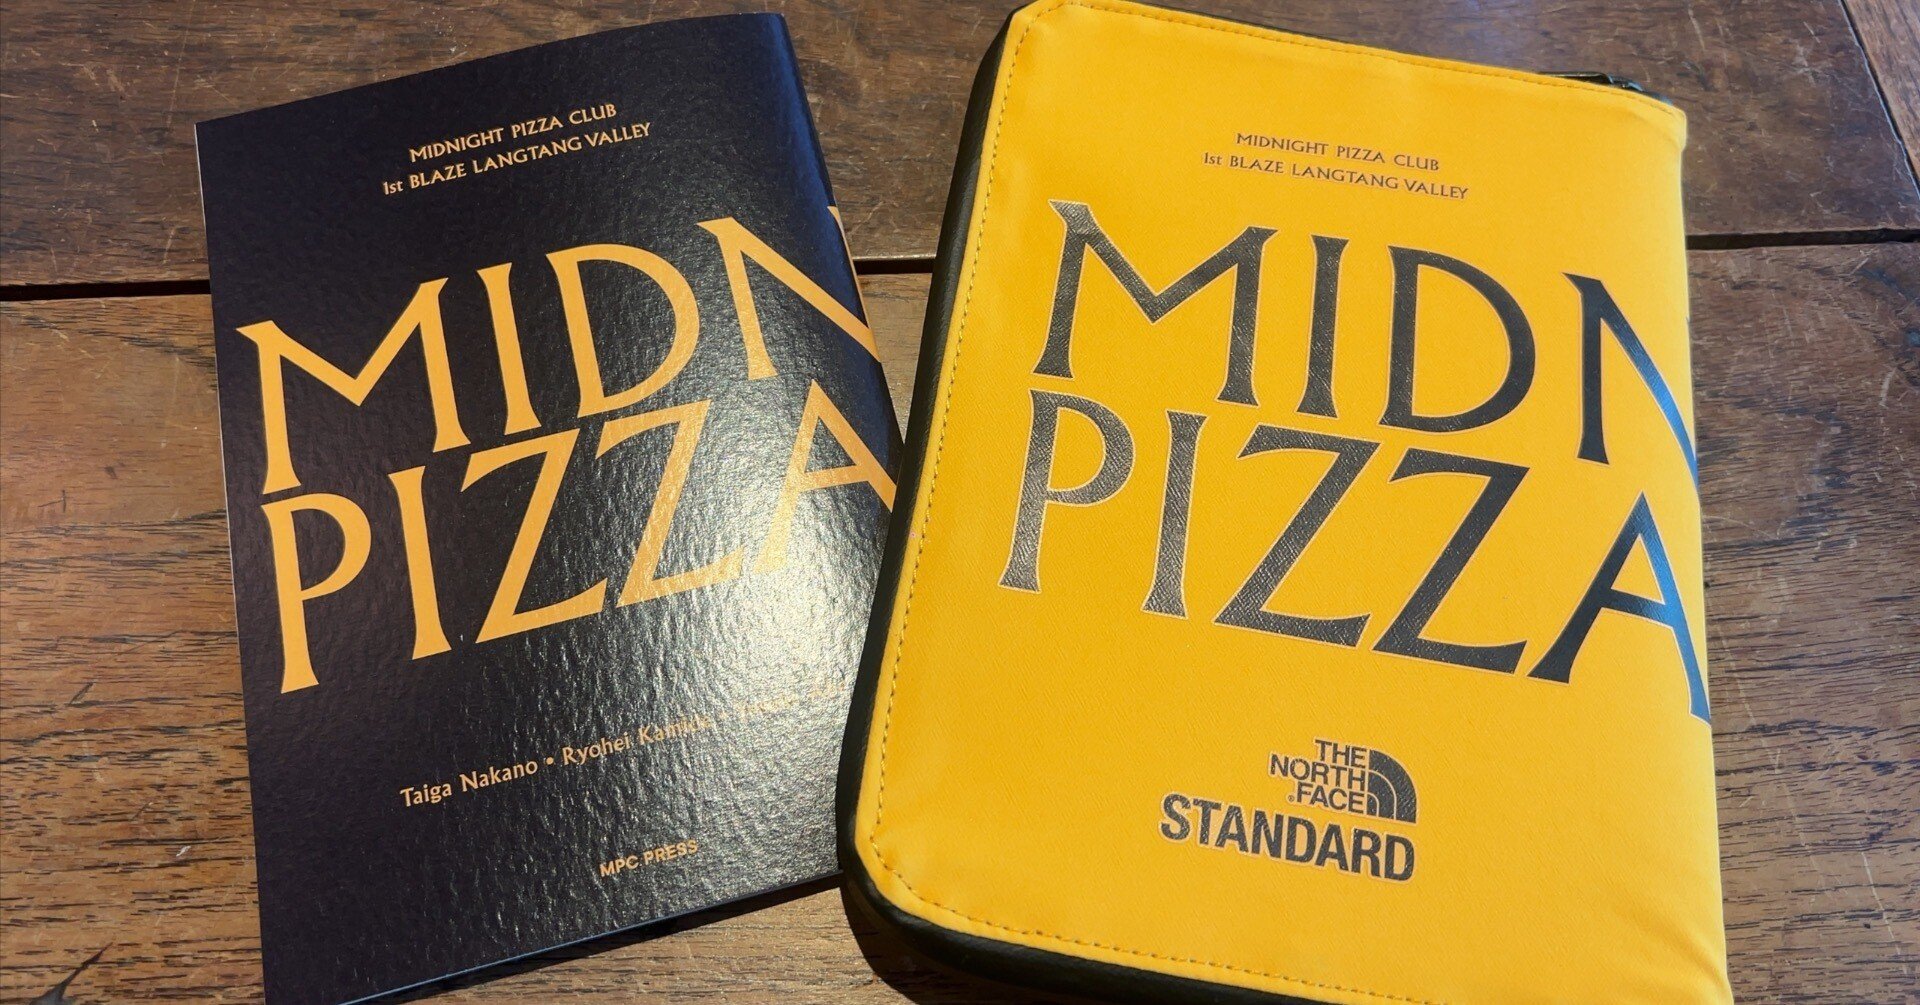 MIDNIGHT PIZZA CLUB
1st BLAZE LANGTANG VALLEY
MIDN
PIZZA
Taiga Nakano • Ryohei
MPC PRESS
MIDNIGHT PIZZA CLUB
1st BLAZE LANGTANG VALLEY
MIDN
PIZZA
THE
NORTH
FACE
STANDARD